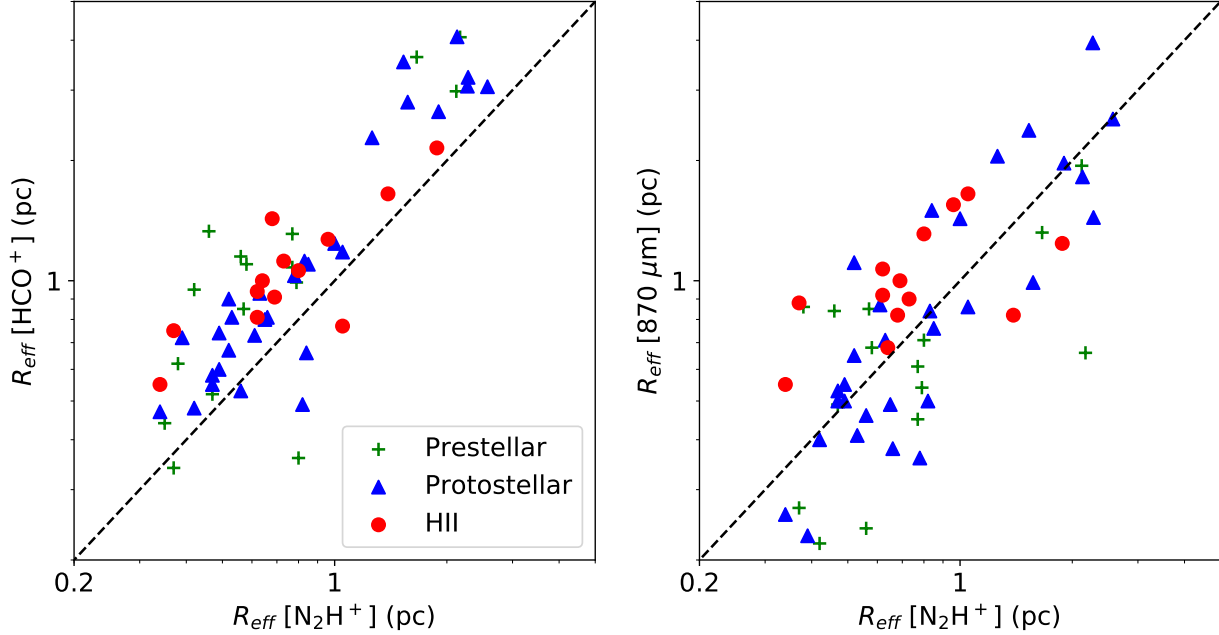 R_eff [HCO⁺] (pc)
1
0.2
1
R_eff [N₂H⁺] (pc)
Prestellar
Protostellar
HII
R_eff [870 μm] (pc)
1
0.2
1
R_eff [N₂H⁺] (pc)